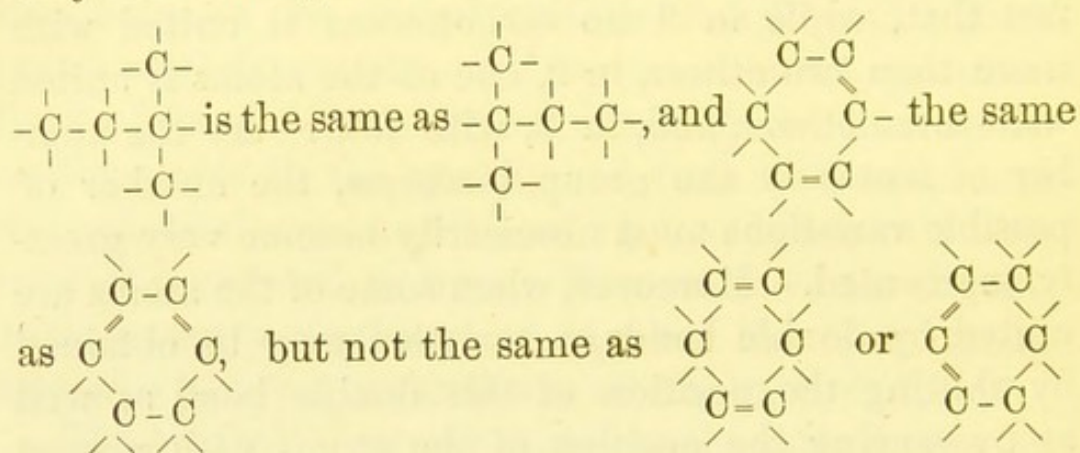 -C-
-C-C-C- is the same as -C-C-C-, and C C- the same
-C- -C- C=C
C-C C=C C-C
as C C, but not the same as C C or C C
C-C C=C C-C